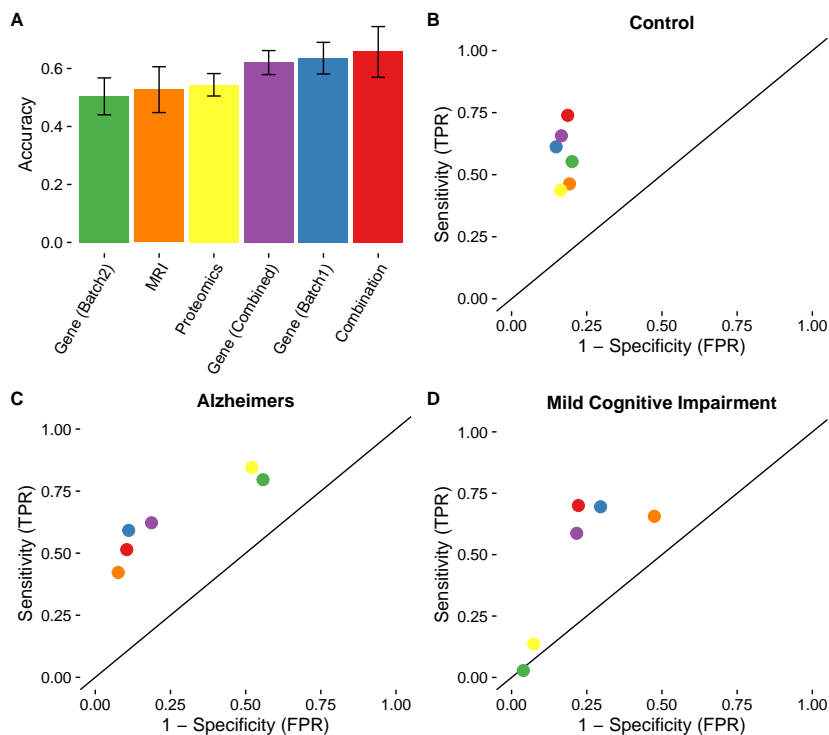 A
Accuracy
0.6
0.4
0.2
0.0
Gene (Batch2)
MRI
Proteomics
Gene (Combined)
Gene (Batch1)
Combination
B
Control
Sensitivity (TPR)
1.00
0.75
0.50
0.25
0.00
0.00 0.25 0.50 0.75 1.00
1 − Specificity (FPR)
C
Alzheimers
Sensitivity (TPR)
1.00
0.75
0.50
0.25
0.00
0.00 0.25 0.50 0.75 1.00
1 − Specificity (FPR)
D
Mild Cognitive Impairment
Sensitivity (TPR)
1.00
0.75
0.50
0.25
0.00
0.00 0.25 0.50 0.75 1.00
1 − Specificity (FPR)